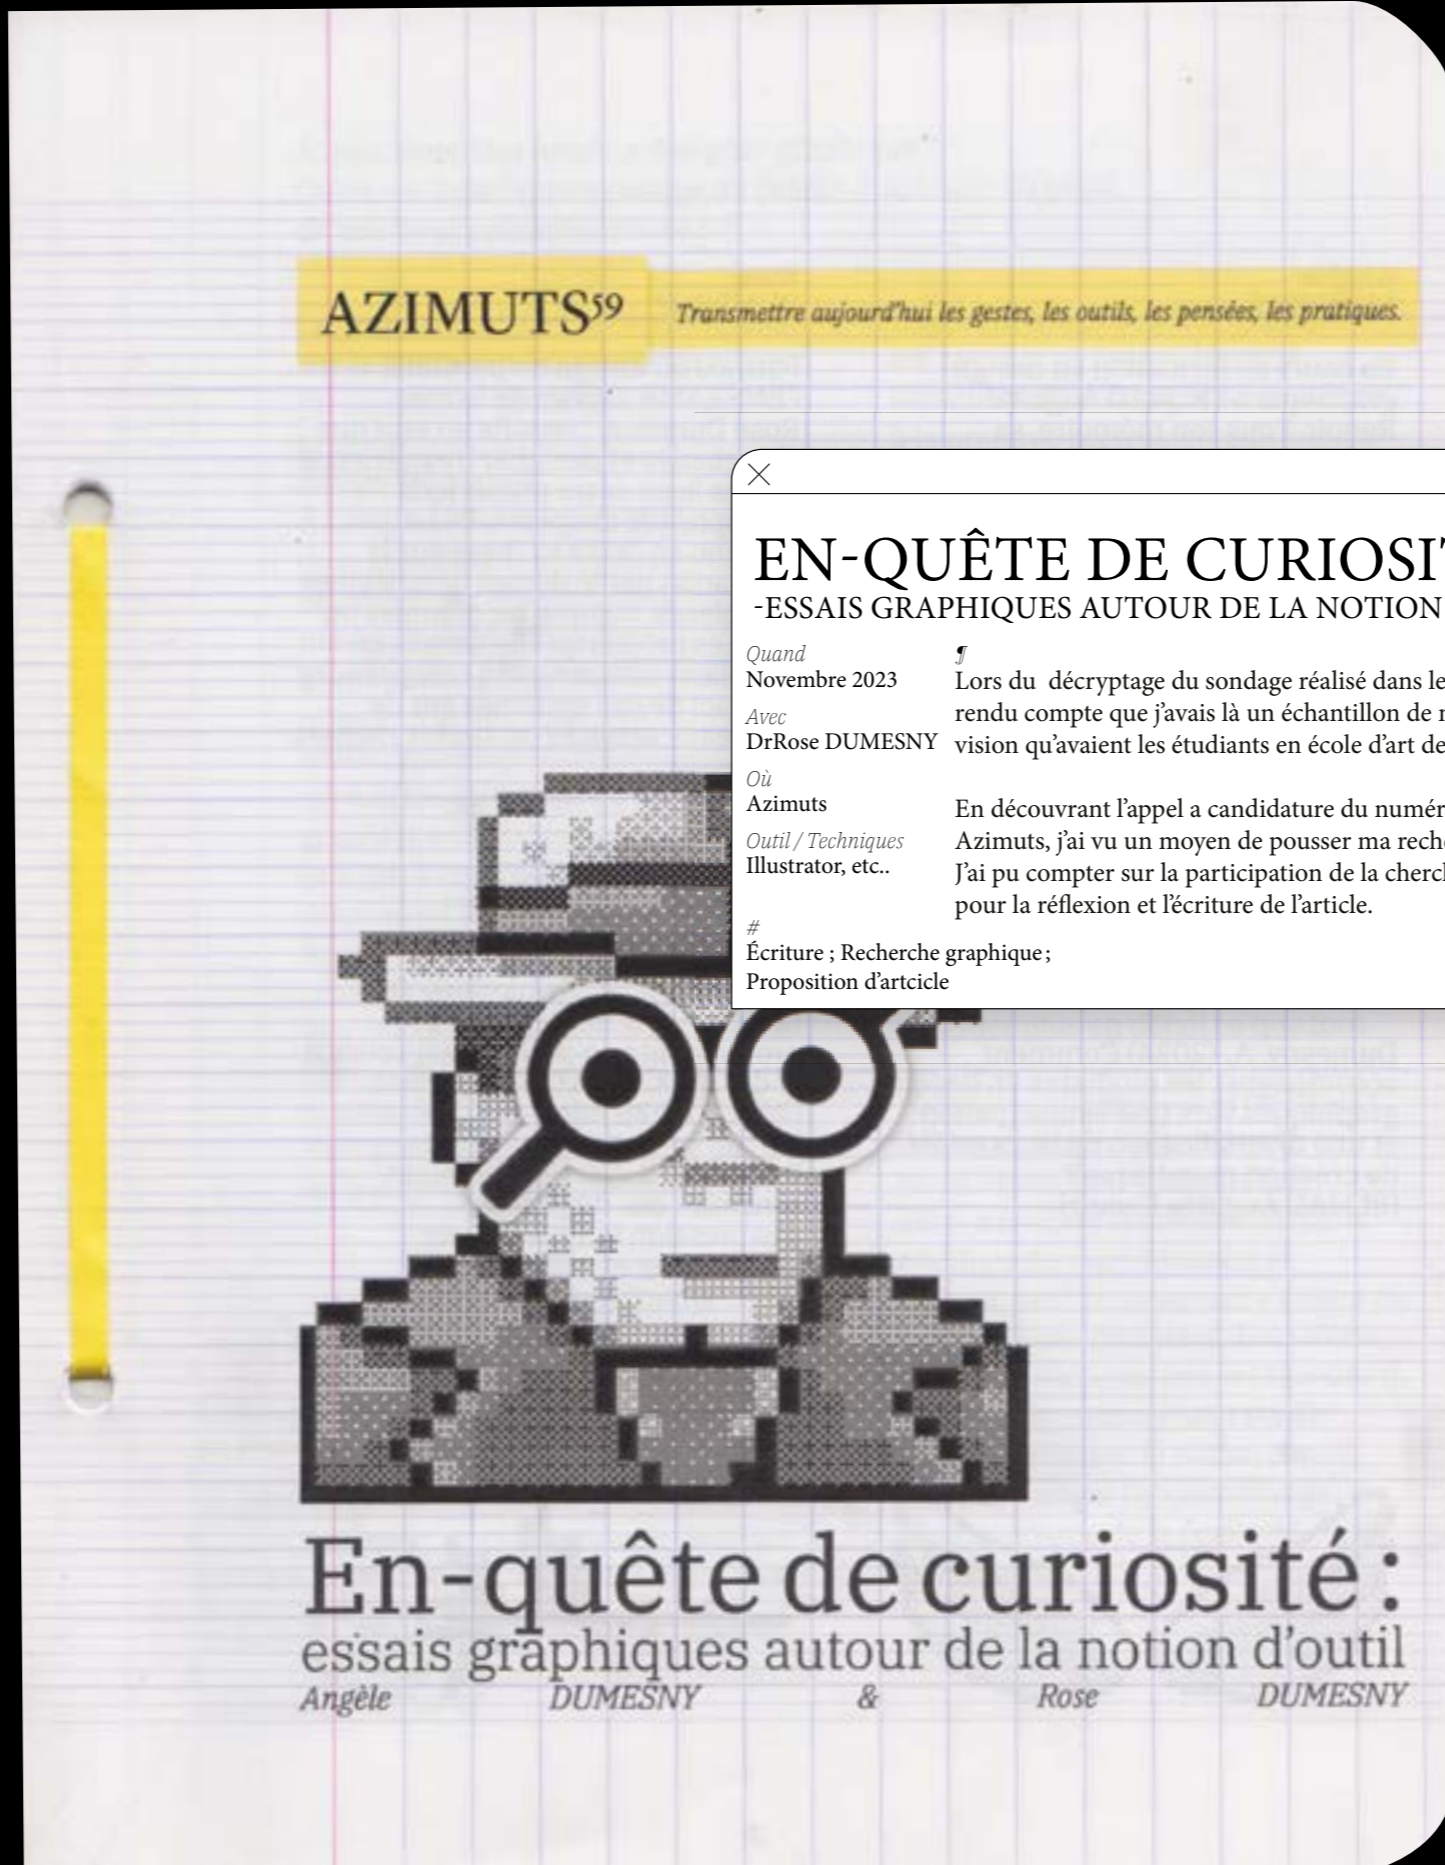 AZIMUTS59
Transmettre aujourd'hui les gestes, les outils, les pensées, les pratiques.
EN-QUÊTE DE CURIOSI
-ESSAIS GRAPHIQUES AUTOUR DE LA NOTION
Quand
Novembre 2023
Avec
DrRose DUMESNY
Où
Azimuts
Outil / Techniques
Illustrator, etc..
#
Écriture ; Recherche graphique ;
Proposition d'artcicle
¶
Lors du décryptage du sondage réalisé dans le
rendu compte que j'avais là un échantillon de
vision qu'avaient les étudiants en école d'art de
En découvrant l'appel a candidature du numér
Azimuts, j'ai vu un moyen de pousser ma rech
J'ai pu compter sur la participation de la cherc
pour la réflexion et l'écriture de l'article.
En-quête de curiosité :
essais graphiques autour de la notion d'outil
Angèle DUMESNY & Rose DUMESNY